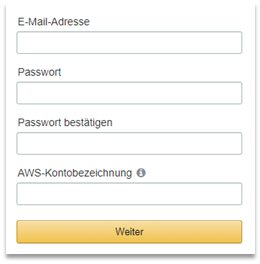 E-Mail-Adresse
Passwort
Passwort bestätigen
AWS-Kontobezeichnung
Weiter